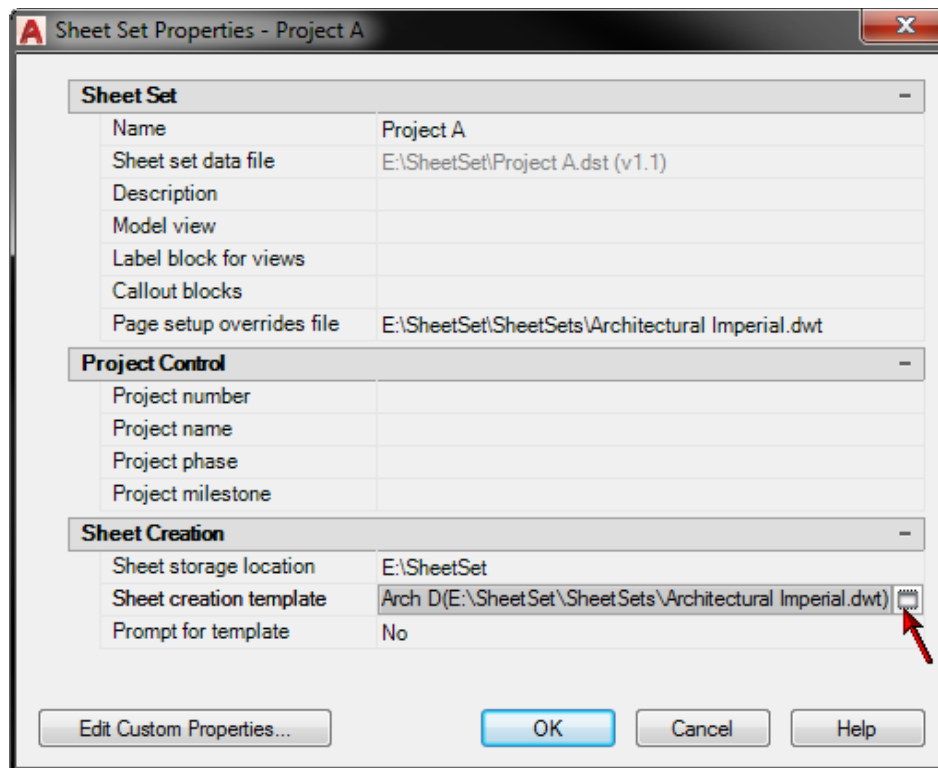 Sheet Set Properties - Project A
Sheet Set
Name Project A
Sheet set data file E:\SheetSet\Project A.dst (v1.1)
Description
Model view
Label block for views
Callout blocks
Page setup overrides file E:\SheetSet\SheetSets\Architectural Imperial.dwt
Project Control
Project number
Project name
Project phase
Project milestone
Sheet Creation
Sheet storage location E:\SheetSet
Sheet creation template Arch D(E:\SheetSet\SheetSets\Architectural Imperial.dwt)
Prompt for template No
Edit Custom Properties... OK Cancel Help